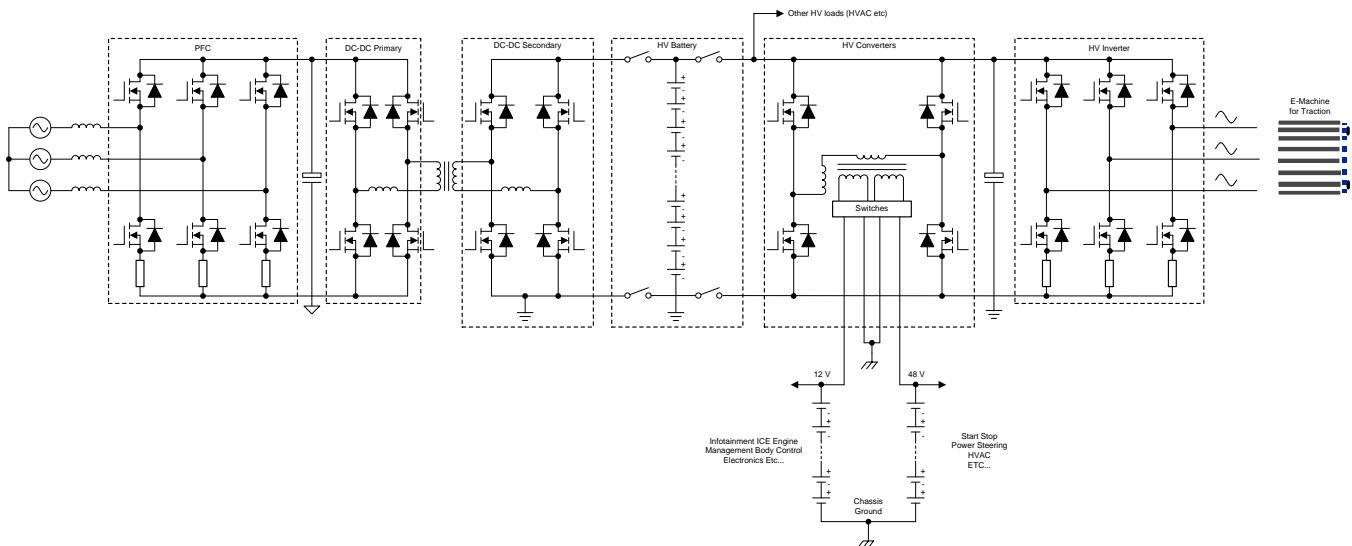 Other HV loads (HVAC etc)
PFC
DC-DC Primary
DC-DC Secondary
HV Battery
HV Converters
HV Inverter
E-Machine
for Traction
Switches
12 V
48 V
Infotainment ICE Engine
Management Body Control
Electronics Etc...
Start Stop
Power Steering
HVAC
ETC...
Chassis
Ground